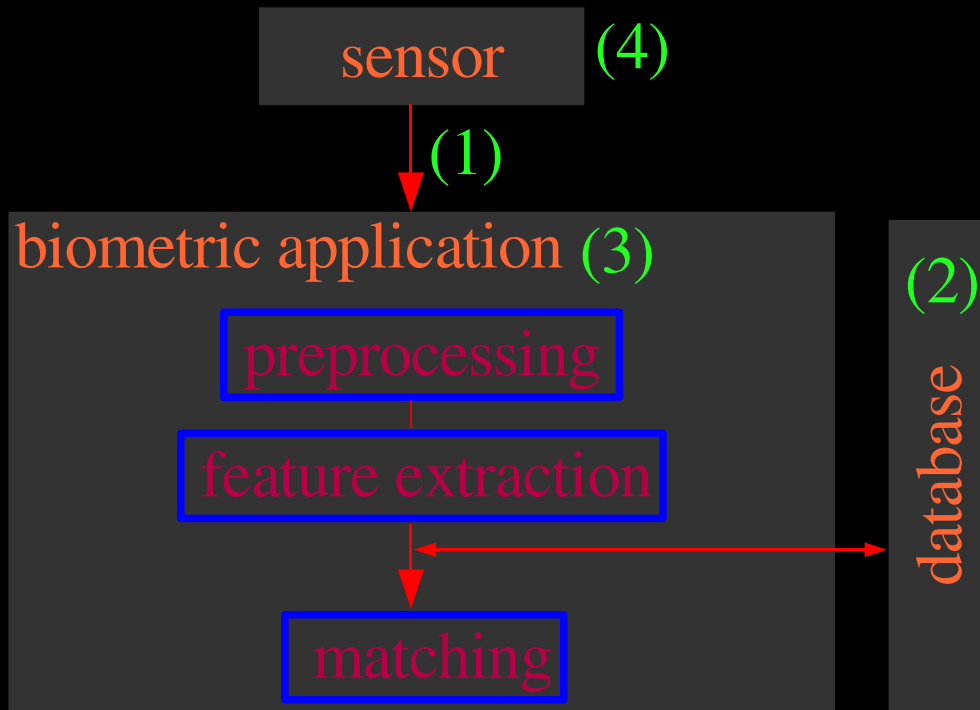 sensor (4)
(1)
biometric application (3)
(2)
preprocessing
feature extraction
database
matching